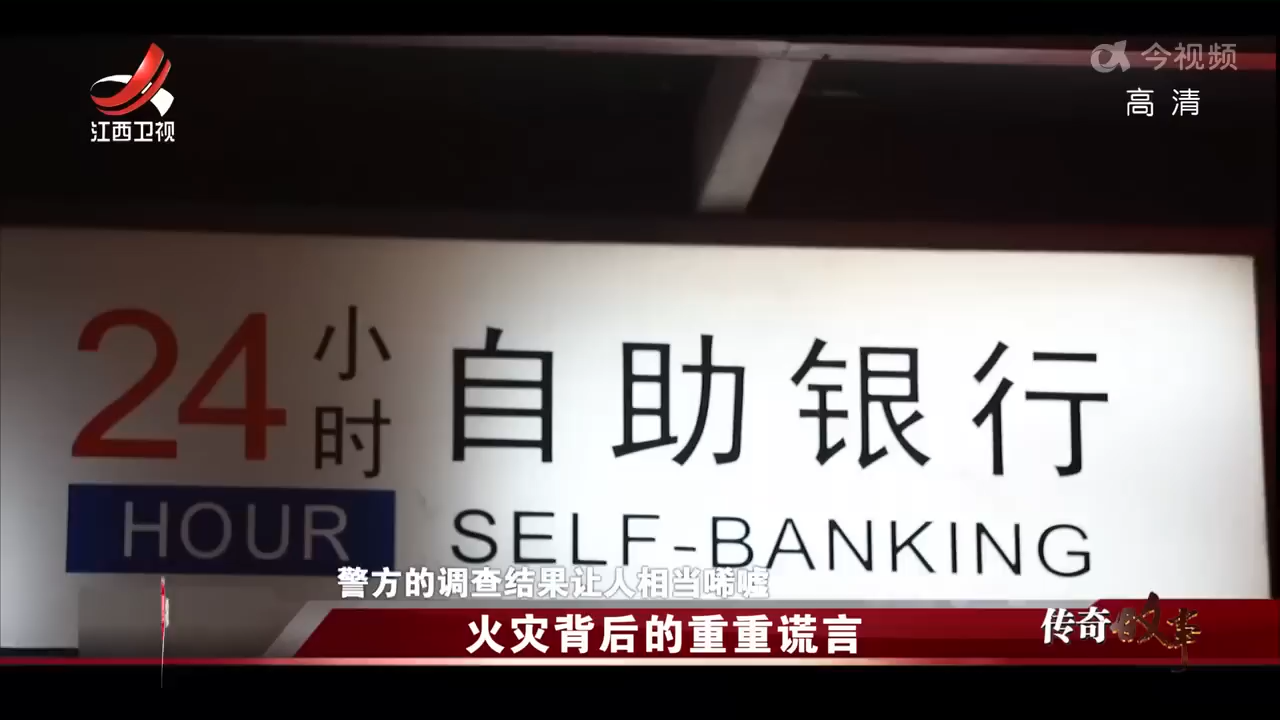 江西卫视
今视频
高清
24小时
自助银行
HOUR
SELF-BANKING
警方的调查结果让人相当唏嘘
火灾背后的重重谎言
传奇故事